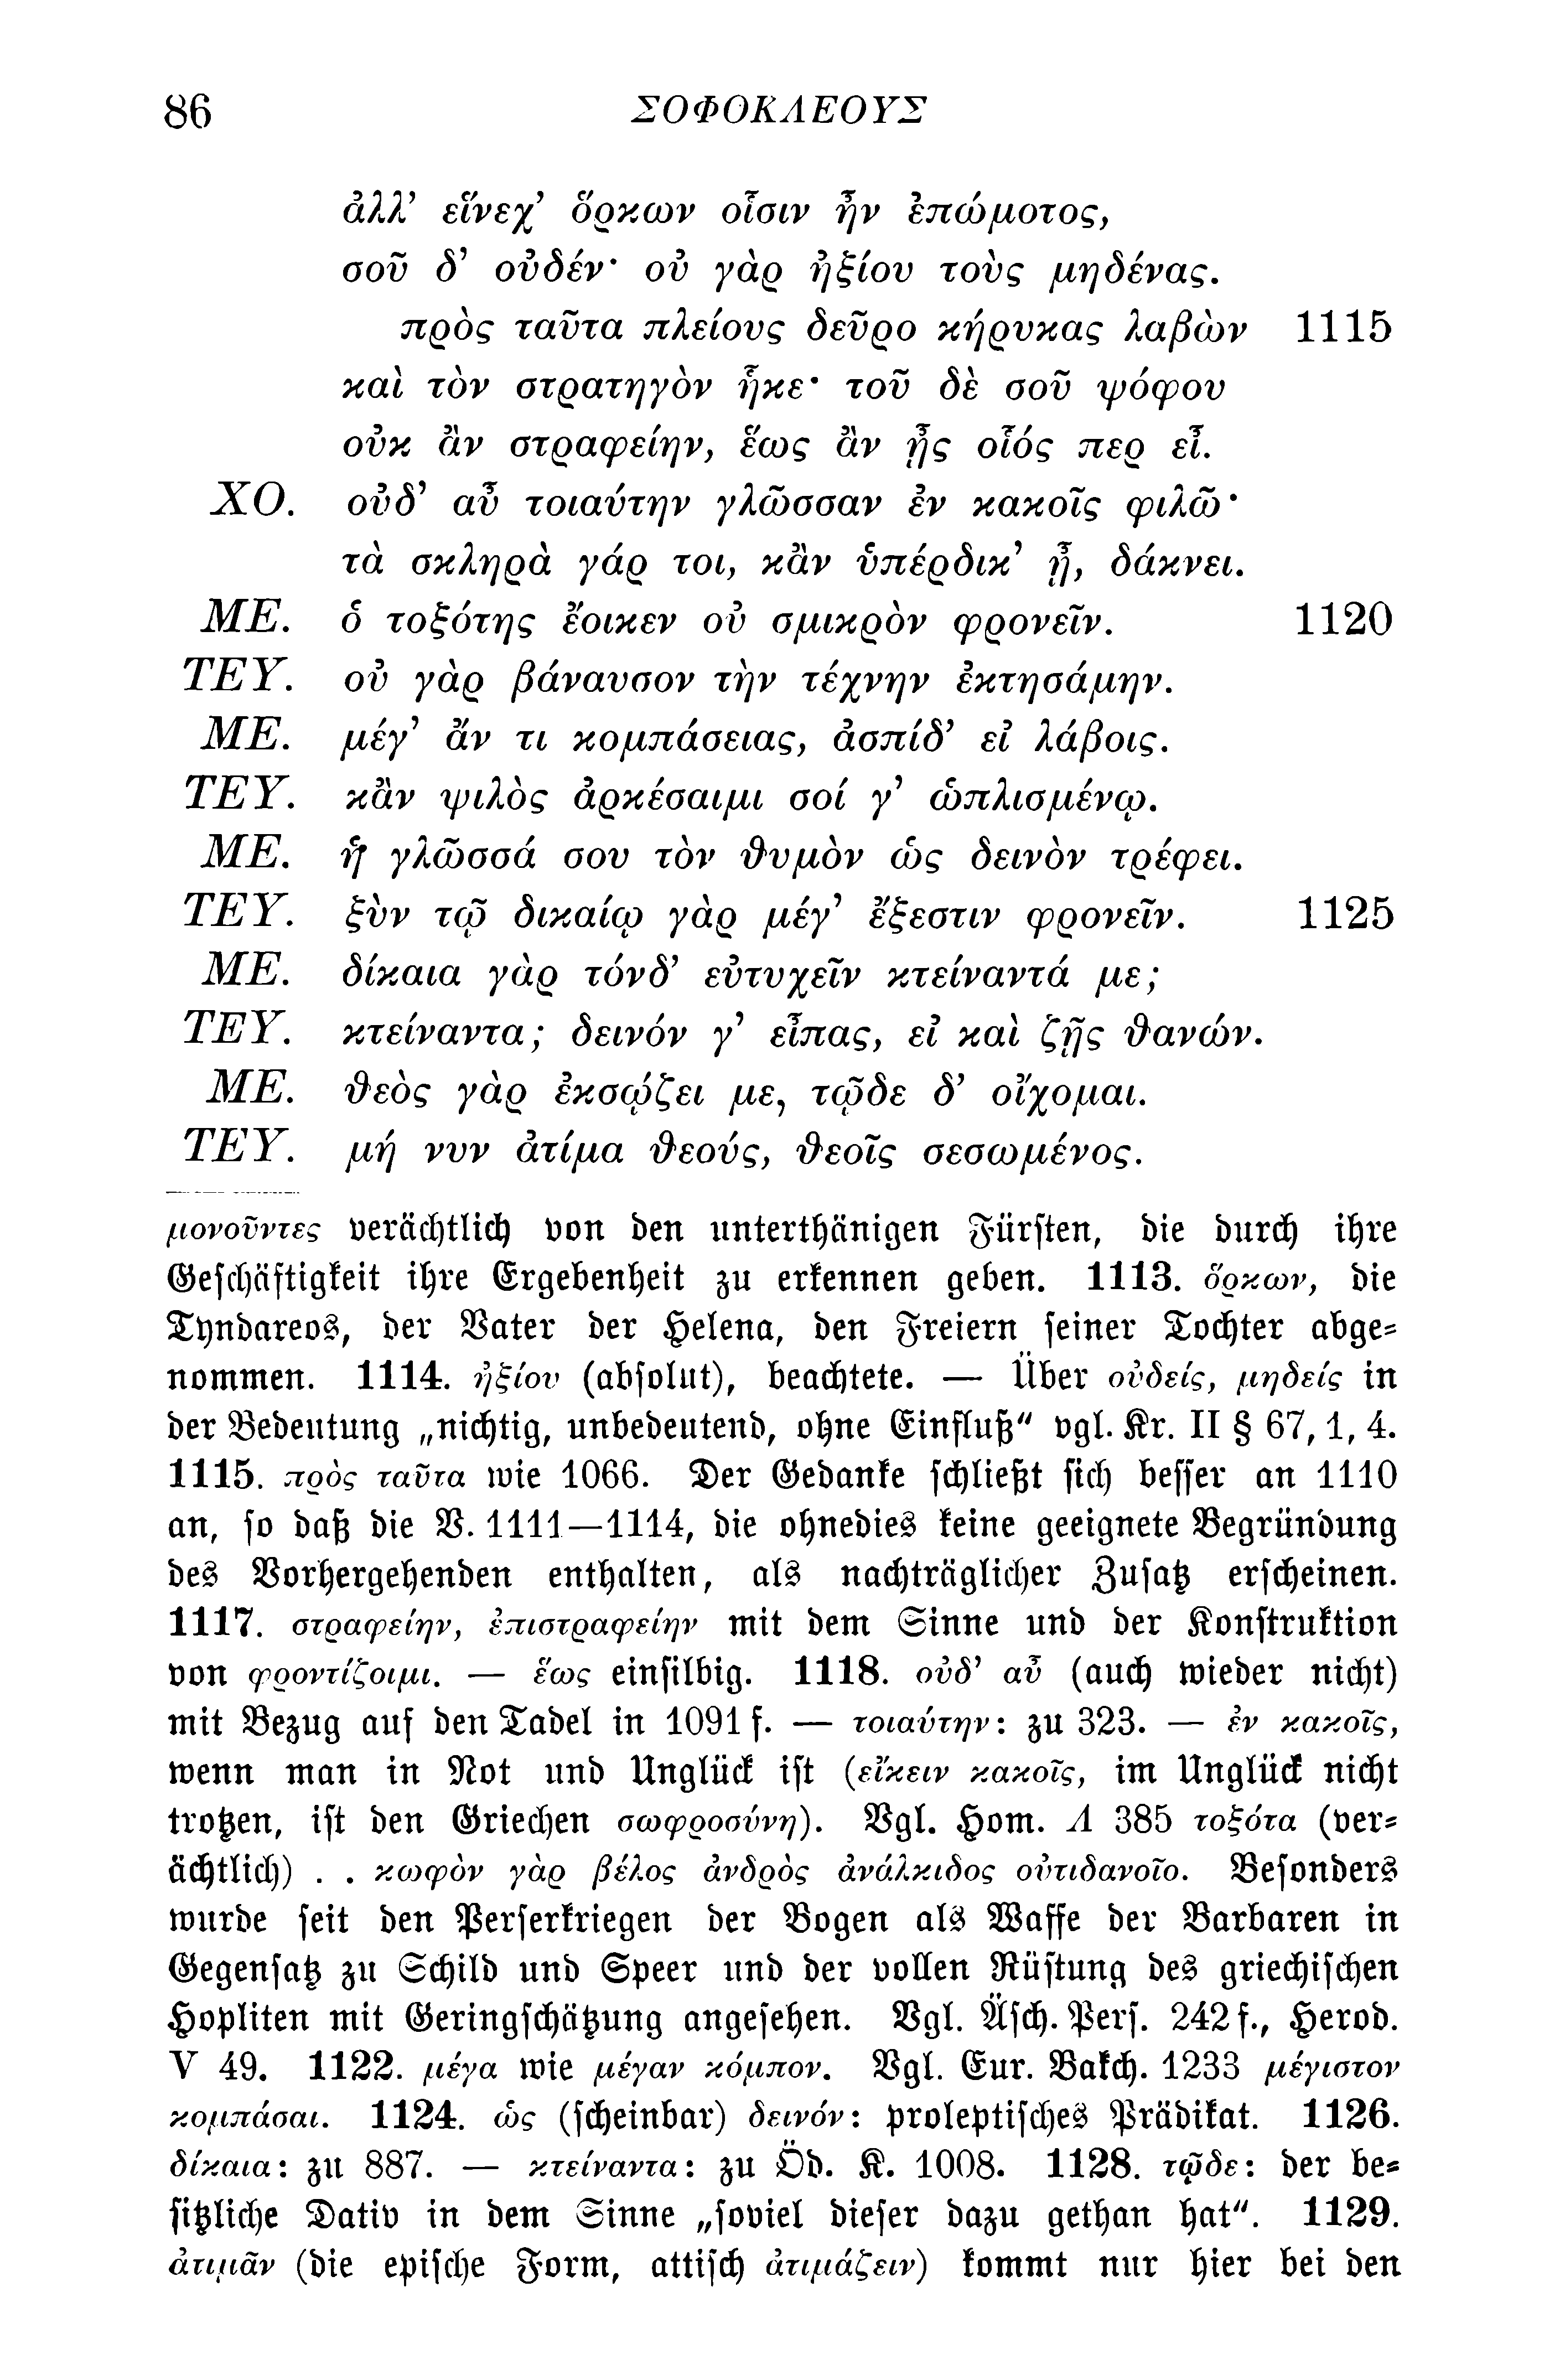 86 ΣΟΦΟΚΛΕΟΥΣ
ἀλλ’ εἵνεχ’ ὅρκων οἷσιν ἦν ἐπώμοτος,
σοῦ δ’ οὐδέν· οὐ γὰρ ἠξίου τοὺς μηδένας.
πρὸς ταῦτα πλείους δεῦρο κήρυκας λαβὼν 1115
καὶ τὸν στρατηγὸν ἧκε· τοῦ δὲ σοῦ ψόφου
οὐκ ἂν στραφείην, ἕως ἂν ᾖς οἷός περ εἶ.
ΧΟ. οὐδ’ αὖ τοιαύτην γλῶσσαν ἐν κακοῖς φιλῶ·
τὰ σκληρὰ γάρ τοι, κἂν ὑπέρδικ’ ᾖ, δάκνει.
ΜΕ. ὁ τοξότης ἔοικεν οὐ σμικρὸν φρονεῖν. 1120
ΤΕΥ. οὐ γὰρ βάναυσον τὴν τέχνην ἐκτησάμην.
ΜΕ. μέγ’ ἄν τι κομπάσειας, ἀσπίδ’ εἰ λάβοις.
ΤΕΥ. κἂν ψιλὸς ἀρκέσαιμι σοί γ’ ὡπλισμένῳ.
ΜΕ. ἡ γλῶσσά σου τὸν θυμὸν ὡς δεινὸν τρέφει.
ΤΕΥ. ξὺν τῷ δικαίῳ γὰρ μέγ’ ἔξεστιν φρονεῖν. 1125
ΜΕ. δίκαια γὰρ τόνδ’ εὐτυχεῖν κτείναντά με;
ΤΕΥ. κτείναντα; δεινόν γ’ εἶπας, εἰ καὶ ζῇς θανών.
ΜΕ. θεὸς γὰρ ἐκσῴζει με, τῷδε δ’ οἴχομαι.
ΤΕΥ. μή νυν ἀτίμα θεούς, θεοῖς σεσωμένος.
μονοῦντες verächtlich von den unterthänigen Fürsten, die durch ihre
Geschäftigkeit ihre Ergebenheit zu erkennen geben. 1113. ὅρκων, die
Tyndareos, der Vater der Helena, den Freiern seiner Tochter abge-
nommen. 1114. ἠξίου (absolut), beachtete. — Über οὐδείς, μηδείς in
der Bedeutung „nichtig, unbedeutend, ohne Einfluß" vgl. Kr. II § 67, 1, 4.
1115. πρὸς ταῦτα wie 1066. Der Gedanke schließt sich besser an 1110
an, so daß die V. 1111—1114, die ohnedies keine geeignete Begründung
des Vorhergehenden enthalten, als nachträglicher Zusatz erscheinen.
1117. στραφείην, ἐπιστραφείην mit dem Sinne und der Konstruktion
von φροντίζοιμι. — ἕως einsilbig. 1118. οὐδ’ αὖ (auch wieder nicht)
mit Bezug auf den Tadel in 1091 f. — τοιαύτην: zu 323. — ἐν κακοῖς,
wenn man in Not und Unglück ist (εἴκειν κακοῖς, im Unglück nicht
trotzen, ist den Griechen σωφροσύνη). Vgl. Hom. Λ 385 τοξότα (ver-
ächtlich) . . κωφὸν γὰρ βέλος ἀνδρὸς ἀνάλκιδος οὐτιδανοῖο. Besonders
wurde seit den Perserkriegen der Bogen als Waffe der Barbaren in
Gegensatz zu Schild und Speer und der vollen Rüstung des griechischen
Hopliten mit Geringschätzung angesehen. Vgl. Äsch. Pers. 242 f., Herod.
V 49. 1122. μέγα wie μέγαν κόμπον. Vgl. Eur. Bakch. 1233 μέγιστον
κομπάσαι. 1124. ὡς (scheinbar) δεινόν: proleptisches Prädikat. 1126.
δίκαια: zu 887. — κτείναντα: zu Öd. K. 1008. 1128. τῷδε: der be-
sitzliche Dativ in dem Sinne „soviel dieser dazu gethan hat". 1129.
ἀτιμᾶν (die epische Form, attisch ἀτιμάζειν) kommt nur hier bei den